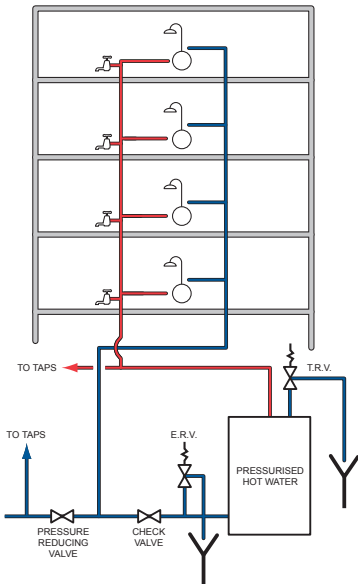 TO TAPS
T.R.V.
TO TAPS
E.R.V.
PRESSURISED
HOT WATER
PRESSURE
REDUCING
VALVE
CHECK
VALVE